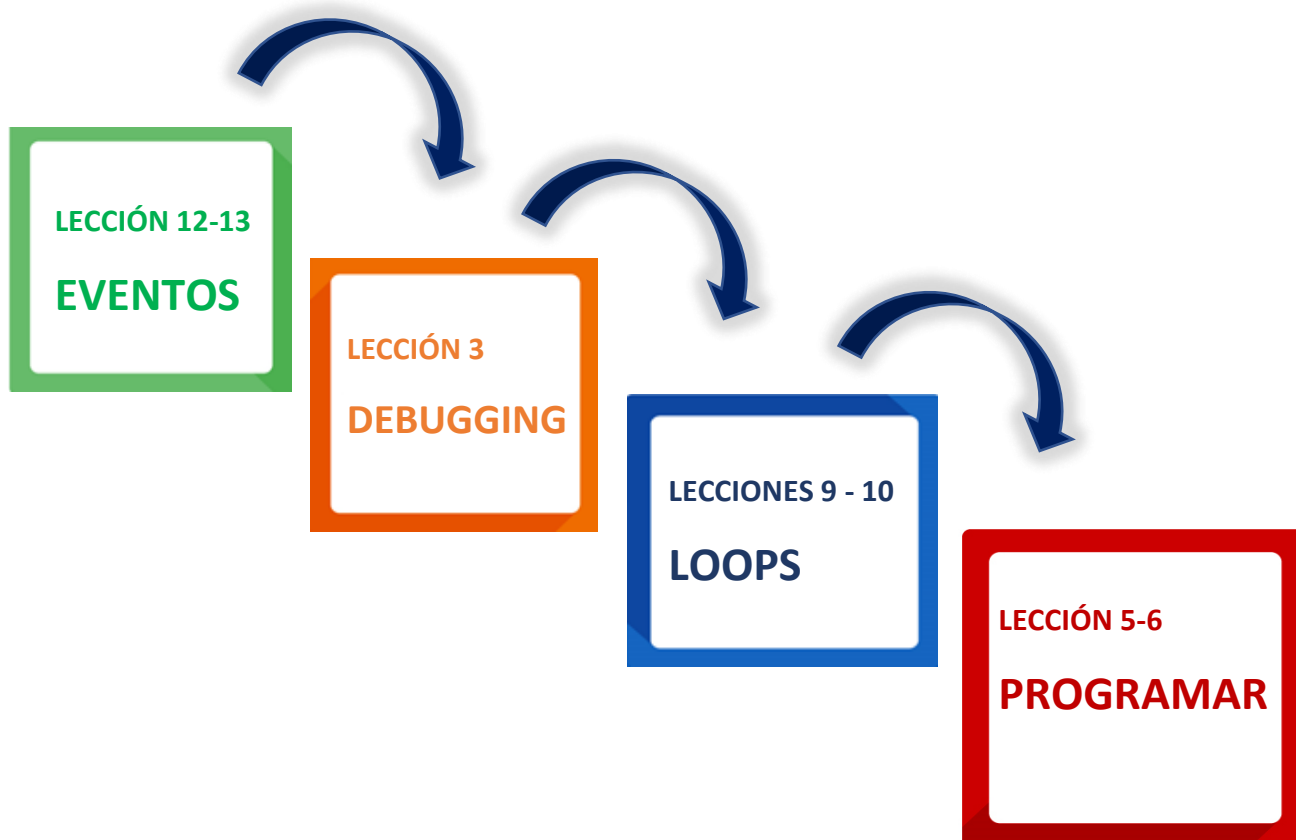 LECCIÓN 12-13
EVENTOS
LECCIÓN 3
DEBUGGING
LECCIONES 9 - 10
LOOPS
LECCIÓN 5-6
PROGRAMAR